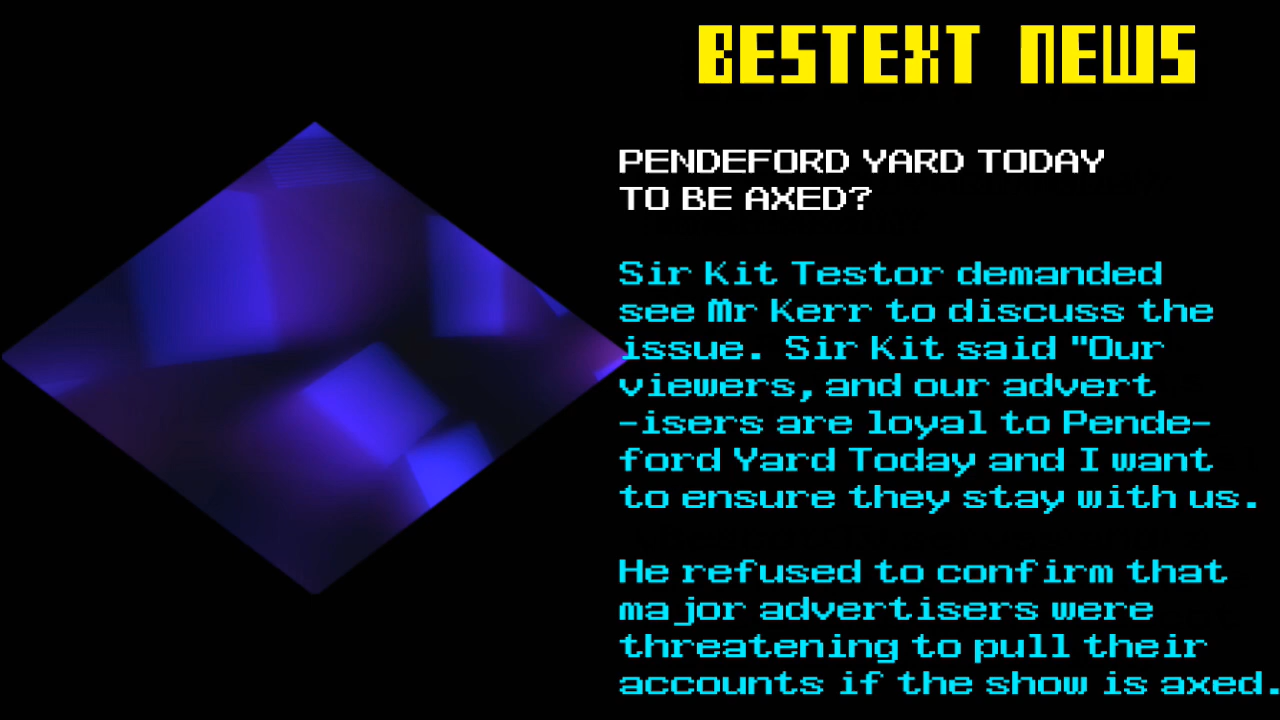 BESTEXT NEWS
PENDEFORD YARD TODAY
TO BE AXED?
Sir Kit Testor demanded
see Mr Kerr to discuss the
issue. Sir Kit said "Our
viewers, and our advert
-isers are loyal to Pende-
ford Yard Today and I want
to ensure they stay with us.
He refused to confirm that
major advertisers were
threatening to pull their
accounts if the show is axed.